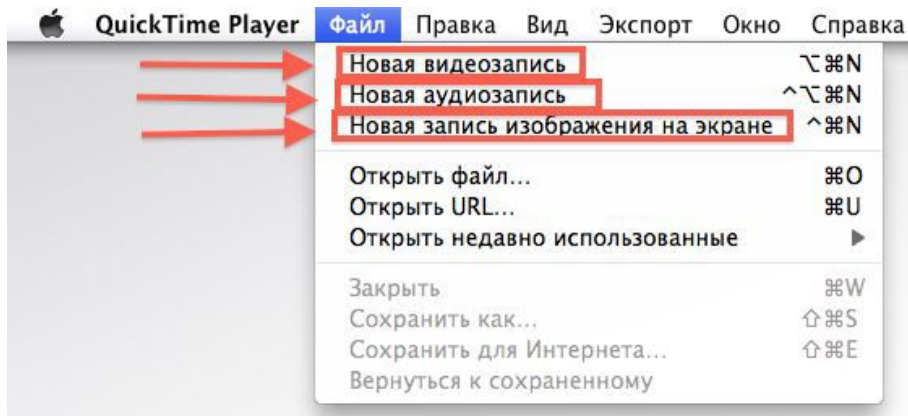 QuickTime Player Файл Правка Вид Экспорт Окно Справка
Новая видеозапись ⌥⌘N
Новая аудиозапись ^⌥⌘N
Новая запись изображения на экране ^⌘N
Открыть файл... ⌘O
Открыть URL... ⌘U
Открыть недавно использованные ▶
Закрыть ⌘W
Сохранить как... ⇧⌘S
Сохранить для Интернета... ⇧⌘E
Вернуться к сохраненному